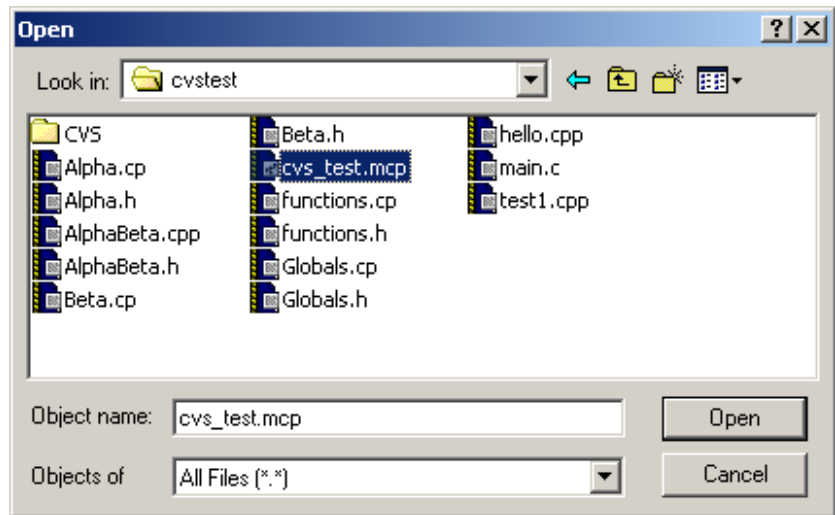 Open
Look in: cvstest
CVS
Alpha.cp
Alpha.h
AlphaBeta.cpp
AlphaBeta.h
Beta.cp
Beta.h
cvs_test.mcp
functions.cp
functions.h
Globals.cp
Globals.h
hello.cpp
main.c
test1.cpp
Object name: cvs_test.mcp
Open
Objects of All Files (*.*)
Cancel